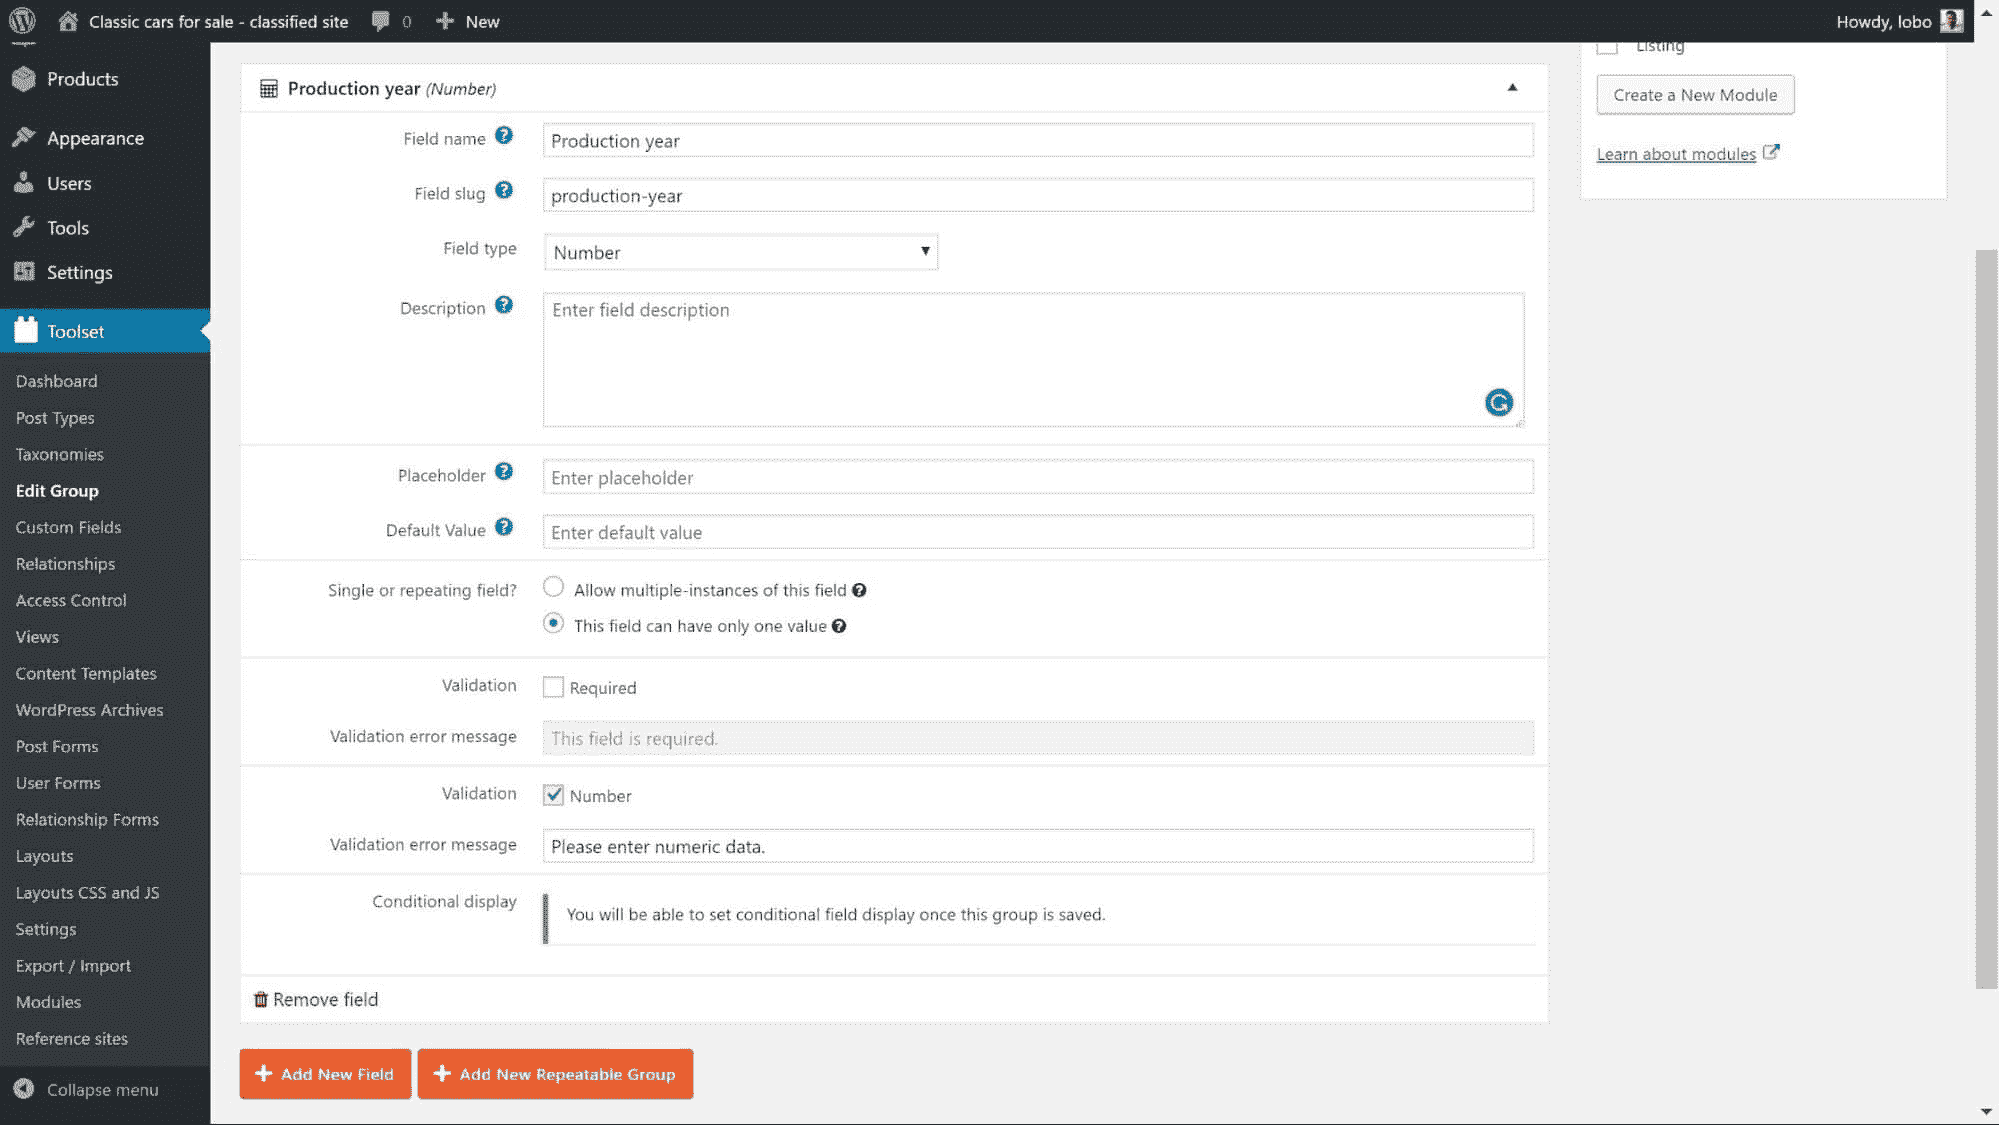 Classic cars for sale - classified site
0
New
Howdy, lobo
Products
Appearance
Users
Tools
Settings
Toolset
Dashboard
Post Types
Taxonomies
Edit Group
Custom Fields
Relationships
Access Control
Views
Content Templates
WordPress Archives
Post Forms
User Forms
Relationship Forms
Layouts
Layouts CSS and JS
Settings
Export / Import
Modules
Reference sites
Collapse menu
Production year (Number)
Field name
Production year
Field slug
production-year
Field type
Number
Description
Enter field description
Placeholder
Enter placeholder
Default Value
Enter default value
Single or repeating field?
Allow multiple-instances of this field
This field can have only one value
Validation
Required
Validation error message
This field is required.
Validation
Number
Validation error message
Please enter numeric data.
Conditional display
You will be able to set conditional field display once this group is saved.
Remove field
Add New Field
Add New Repeatable Group
Listing
Create a New Module
Learn about modules